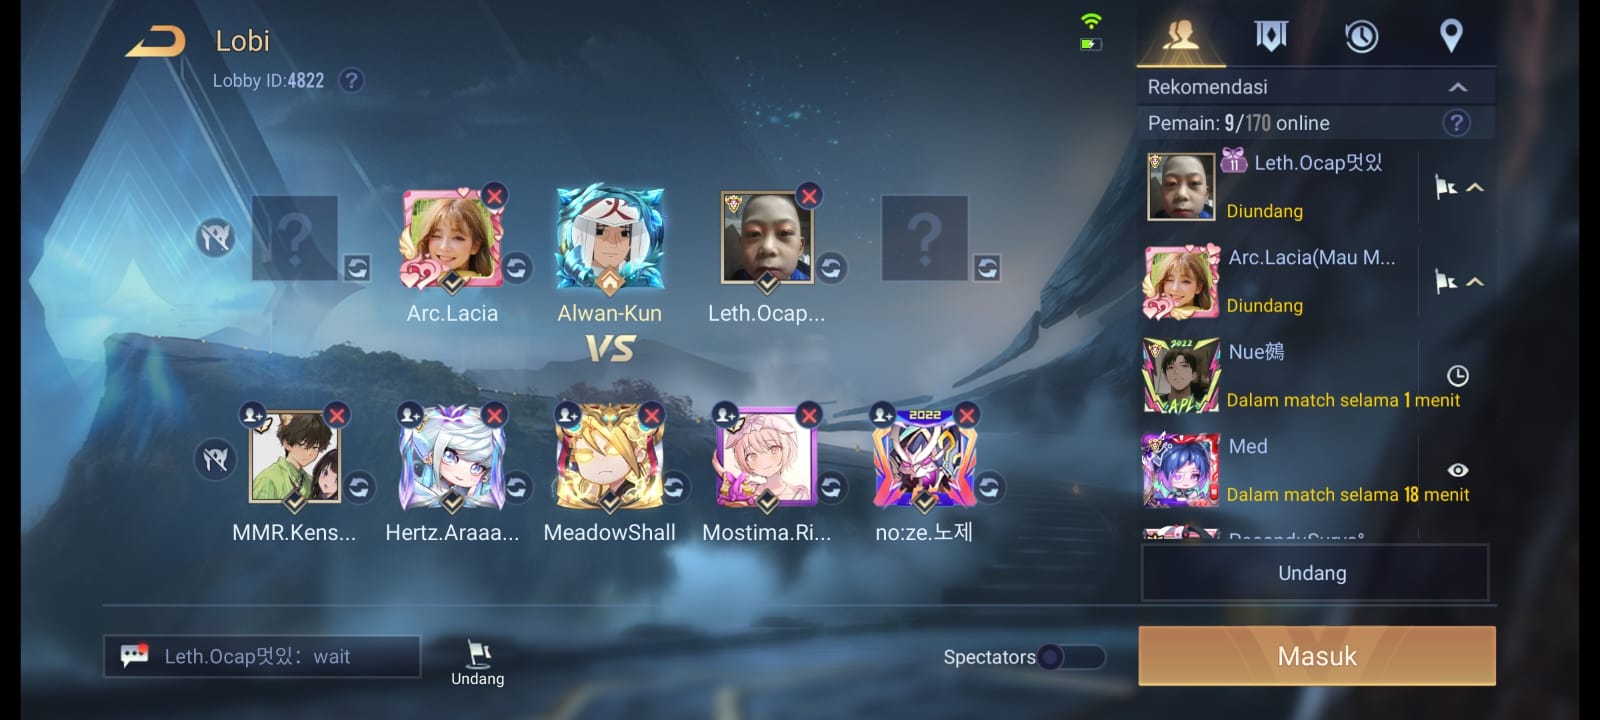 Lobi
Lobby ID:4822 ?
Arc.Lacia
Alwan-Kun
Leth.Ocap...
VS
MMR.Kens...
Hertz.Araaa...
MeadowShall
Mostima.Ri...
2022
no:ze.노제
Leth.Ocap멋있: wait
Undang
Spectators
Rekomendasi
Pemain: 9/170 online ?
11 Leth.Ocap멋있
Diundang
Arc.Lacia(Mau M...
Diundang
2022
APL
Nue鵺
Dalam match selama 1 menit
Med
Dalam match selama 18 menit
Undang
Masuk